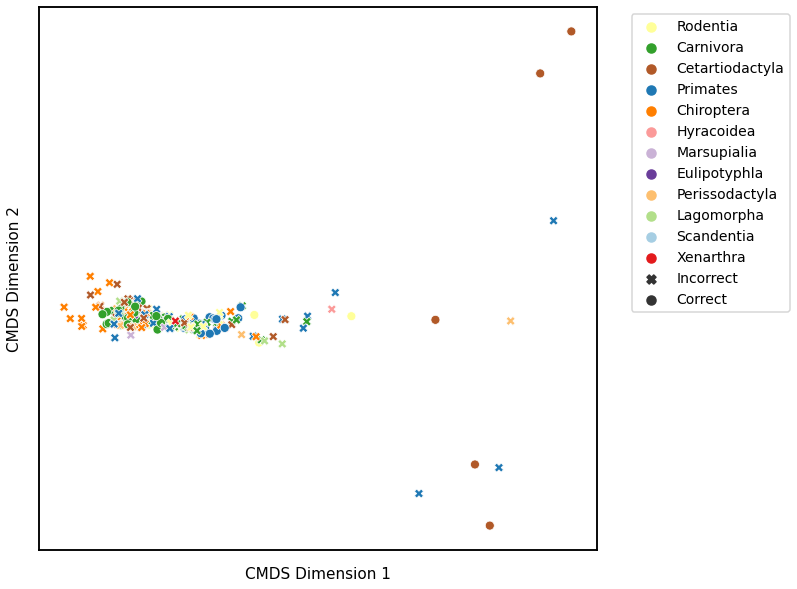 Rodentia
Carnivora
Cetartiodactyla
Primates
Chiroptera
Hyracoidea
Marsupialia
Eulipotyphla
Perissodactyla
Lagomorpha
Scandentia
Xenarthra
Incorrect
Correct
CMDS Dimension 2
CMDS Dimension 1